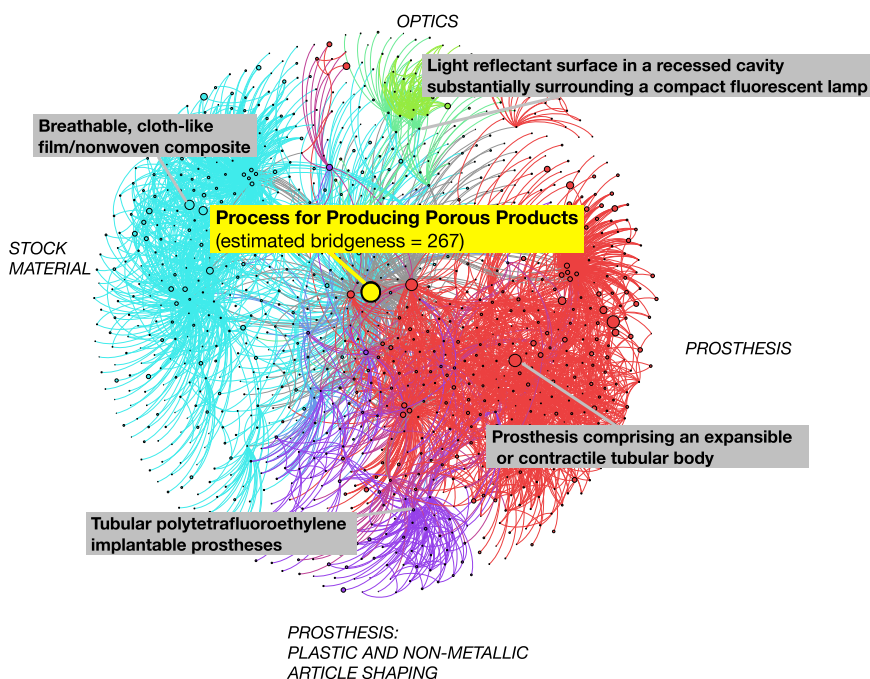 OPTICS
Light reflectant surface in a recessed cavity
substantially surrounding a compact fluorescent lamp
Breathable, cloth-like
film/nonwoven composite
Process for Producing Porous Products
(estimated bridgeness = 267)
STOCK
MATERIAL
PROSTHESIS
Prosthesis comprising an expansible
or contractile tubular body
Tubular polytetrafluoroethylene
implantable prostheses
PROSTHESIS:
PLASTIC AND NON-METALLIC
ARTICLE SHAPING